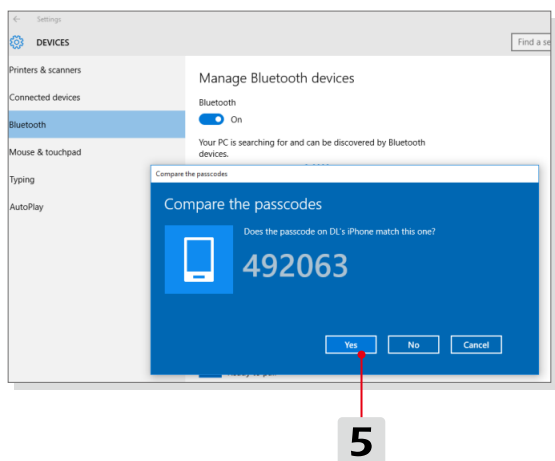 ← Settings
DEVICES
Find a se
Printers & scanners
Connected devices
Bluetooth
Mouse & touchpad
Typing
AutoPlay
Manage Bluetooth devices
Bluetooth
On
Your PC is searching for and can be discovered by Bluetooth
devices.
Compare the passcodes
Compare the passcodes
Does the passcode on DL's iPhone match this one?
492063
Yes No Cancel
5